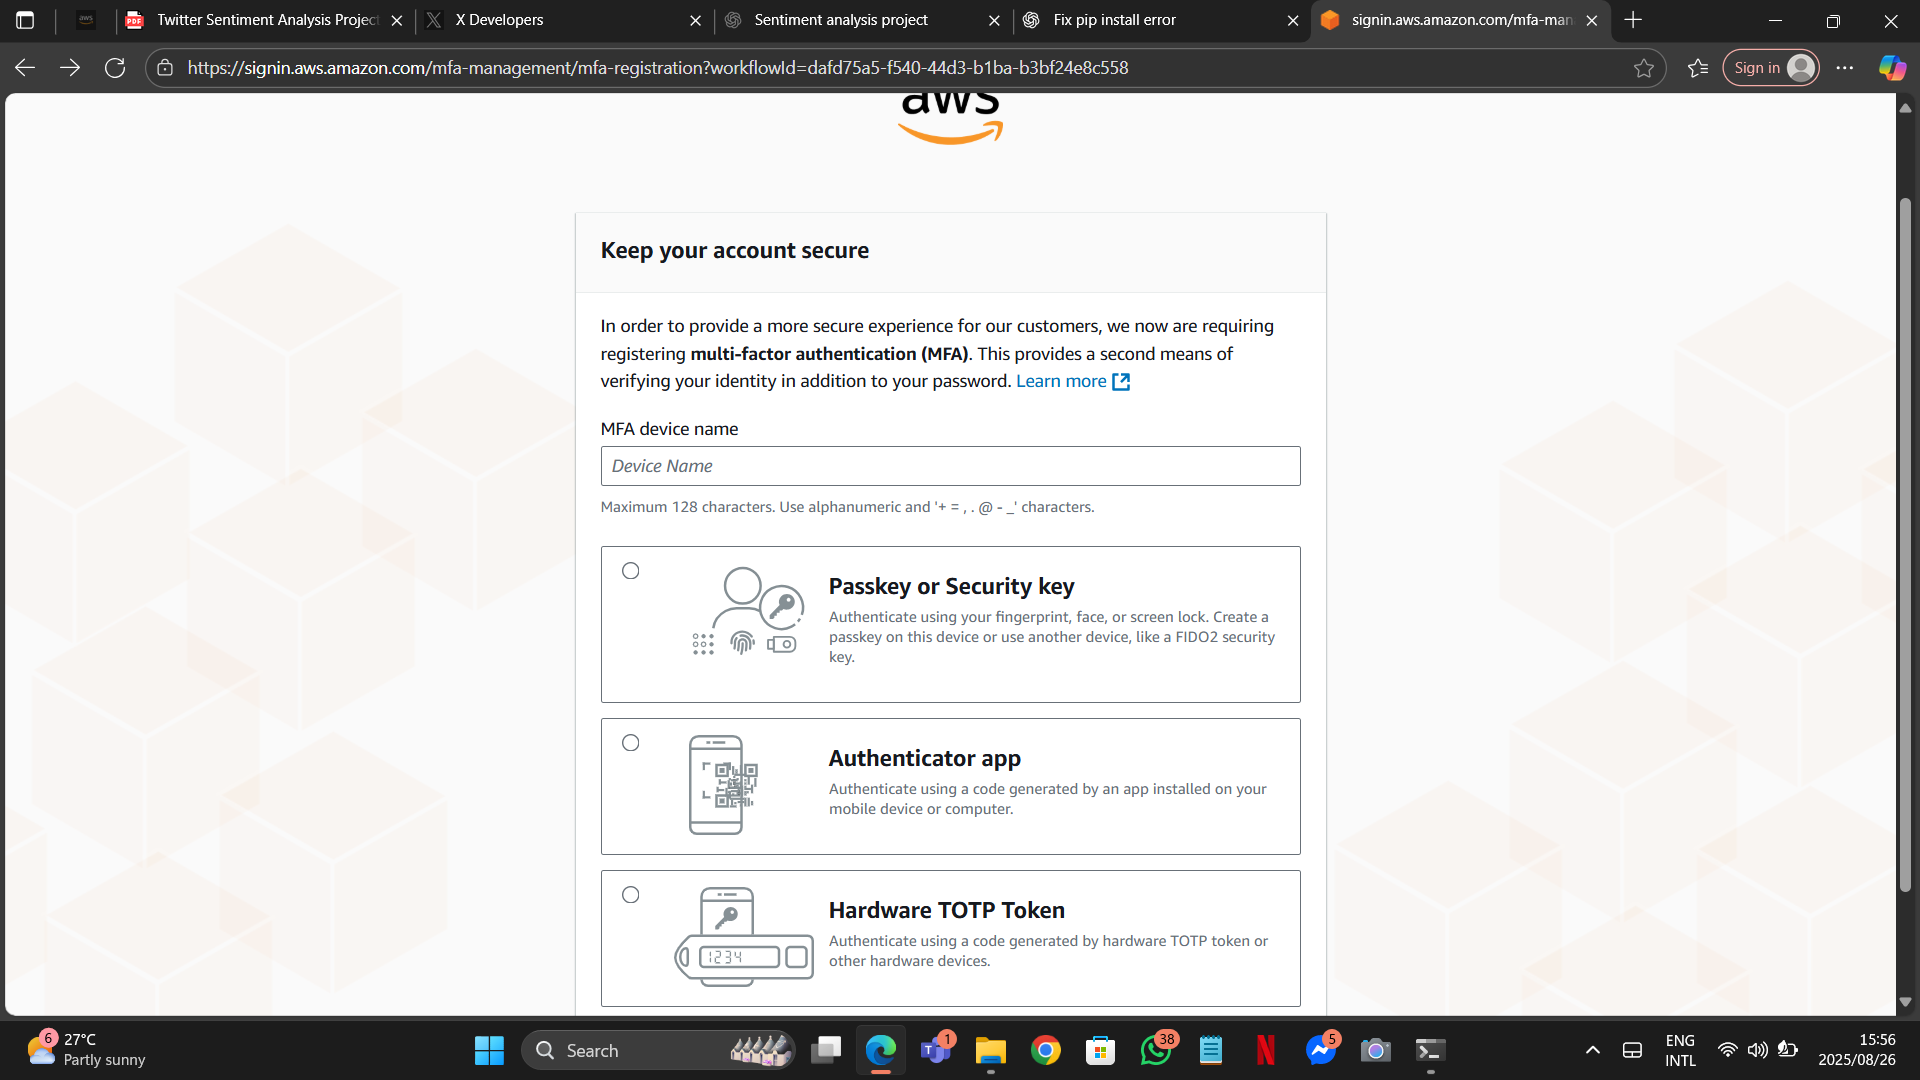 aws
Twitter Sentiment Analysis Project
X Developers
Sentiment analysis project
Fix pip install error
signin.aws.amazon.com/mfa-man
https://signin.aws.amazon.com/mfa-management/mfa-registration?workflowId=dafd75a5-f540-44d3-b1ba-b3bf24e8c558
Sign in
aws
Keep your account secure
In order to provide a more secure experience for our customers, we now are requiring
registering multi-factor authentication (MFA). This provides a second means of
verifying your identity in addition to your password. Learn more
MFA device name
Device Name
Maximum 128 characters. Use alphanumeric and '+ = , . @ - _' characters.
Passkey or Security key
Authenticate using your fingerprint, face, or screen lock. Create a
passkey on this device or use another device, like a FIDO2 security
key.
Authenticator app
Authenticate using a code generated by an app installed on your
mobile device or computer.
1234
Hardware TOTP Token
Authenticate using a code generated by hardware TOTP token or
other hardware devices.
6
27°C
Partly sunny
Search
1
38
5
ENG
INTL
15:56
2025/08/26